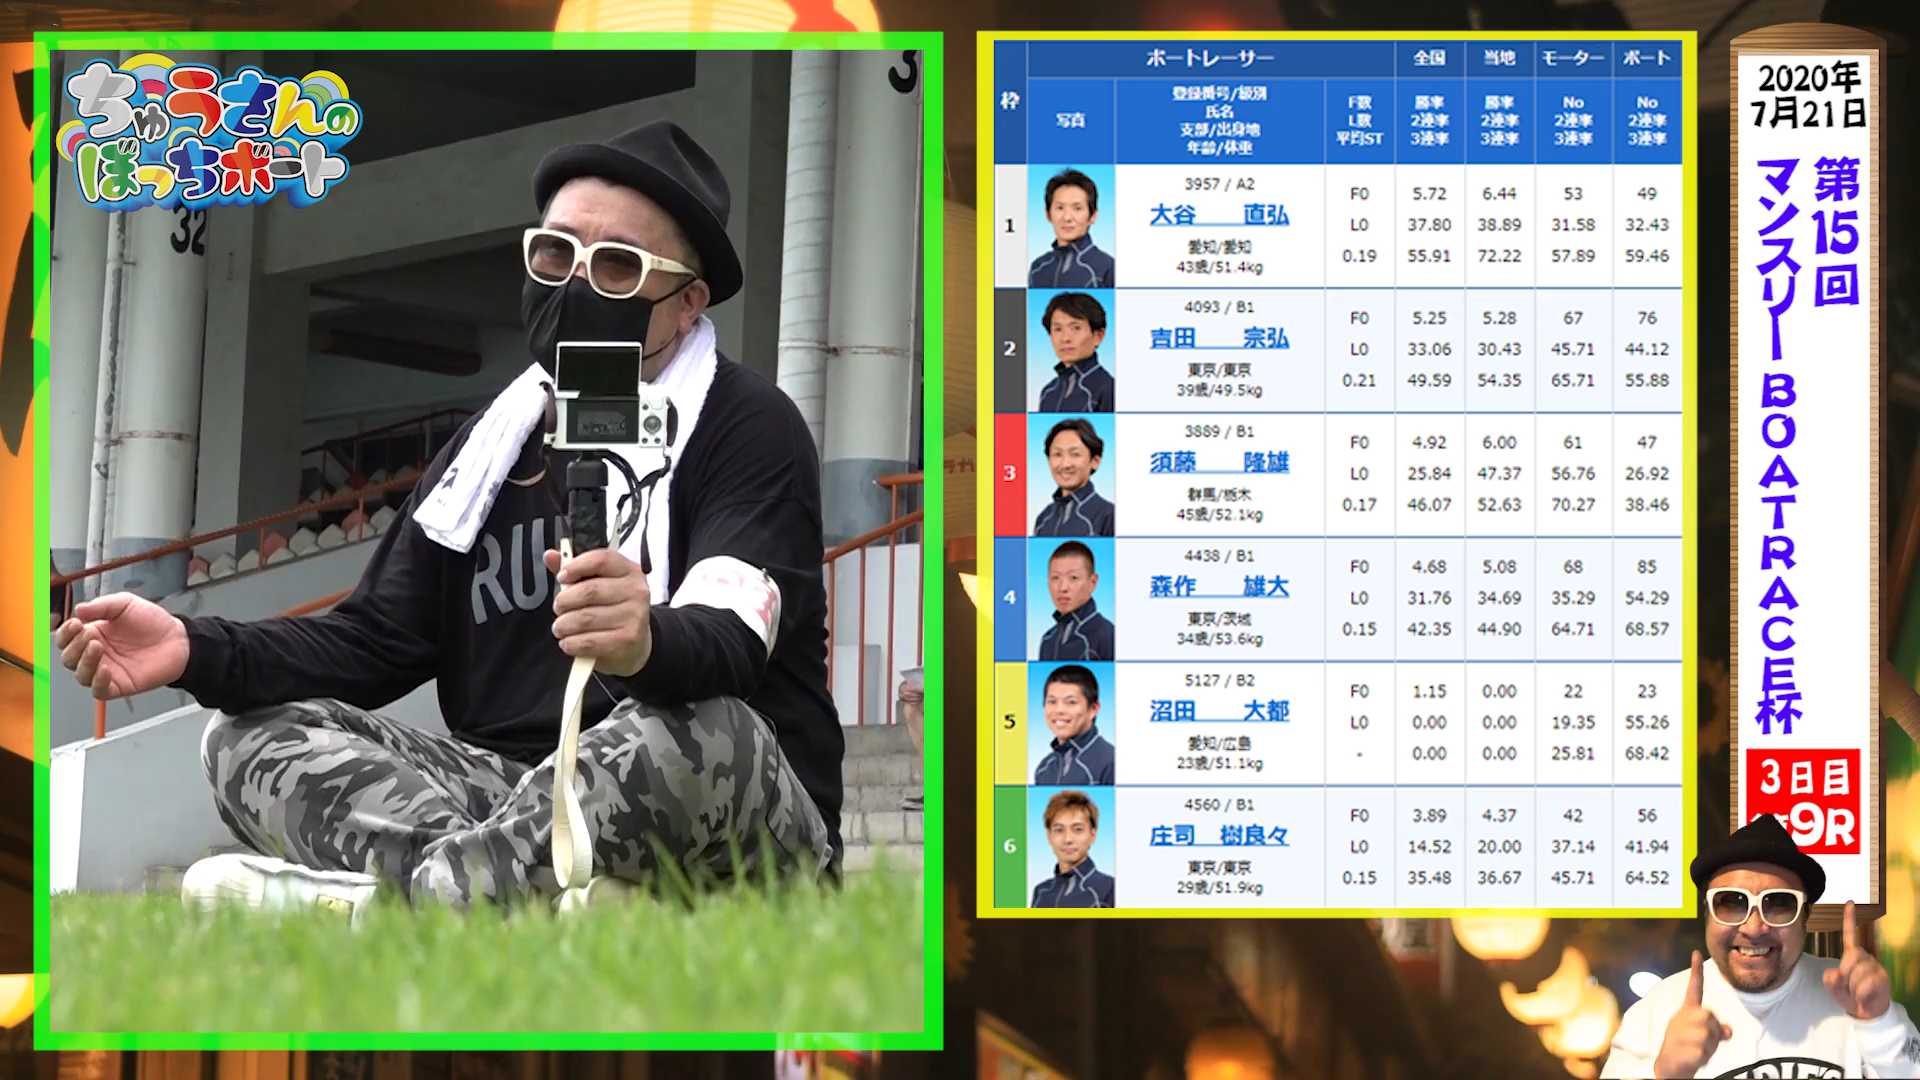 ちゅうさんの
ぼっちボート
32
3
RU
枠
ボートレーサー
全国
当地
モーター
ボート
写真
登録番号/級別
氏名
支部/出身地
年齢/体重
F数
L数
平均ST
勝率
2連率
3連率
勝率
2連率
3連率
No
2連率
3連率
No
2連率
3連率
1
3957 / A2
大谷 直弘
愛知/愛知
43歳/51.4kg
F0 5.72 6.44 53 49
L0 37.80 38.89 31.58 32.43
0.19 55.91 72.22 57.89 59.46
2
4093 / B1
吉田 宗弘
東京/東京
39歳/49.5kg
F0 5.25 5.28 67 76
L0 33.06 30.43 45.71 44.12
0.21 49.59 54.35 65.71 55.88
3
3889 / B1
須藤 隆雄
群馬/栃木
45歳/52.1kg
F0 4.92 6.00 61 47
L0 25.84 47.37 56.76 26.92
0.17 46.07 52.63 70.27 38.46
4
4438 / B1
森作 雄大
東京/茨城
34歳/53.6kg
F0 4.68 5.08 68 85
L0 31.76 34.69 35.29 54.29
0.15 42.35 44.90 64.71 68.57
5
5127 / B2
沼田 大都
愛知/広島
23歳/51.1kg
F0 1.15 0.00 22 23
L0 0.00 0.00 19.35 55.26
- 0.00 0.00 25.81 68.42
6
4560 / B1
庄司 樹良々
東京/東京
29歳/51.9kg
F0 3.89 4.37 42 56
L0 14.52 20.00 37.14 41.94
0.15 35.48 36.67 45.71 64.52
2020年
7月21日
第15回
マンスリーBOATRACE杯
3日目
9R